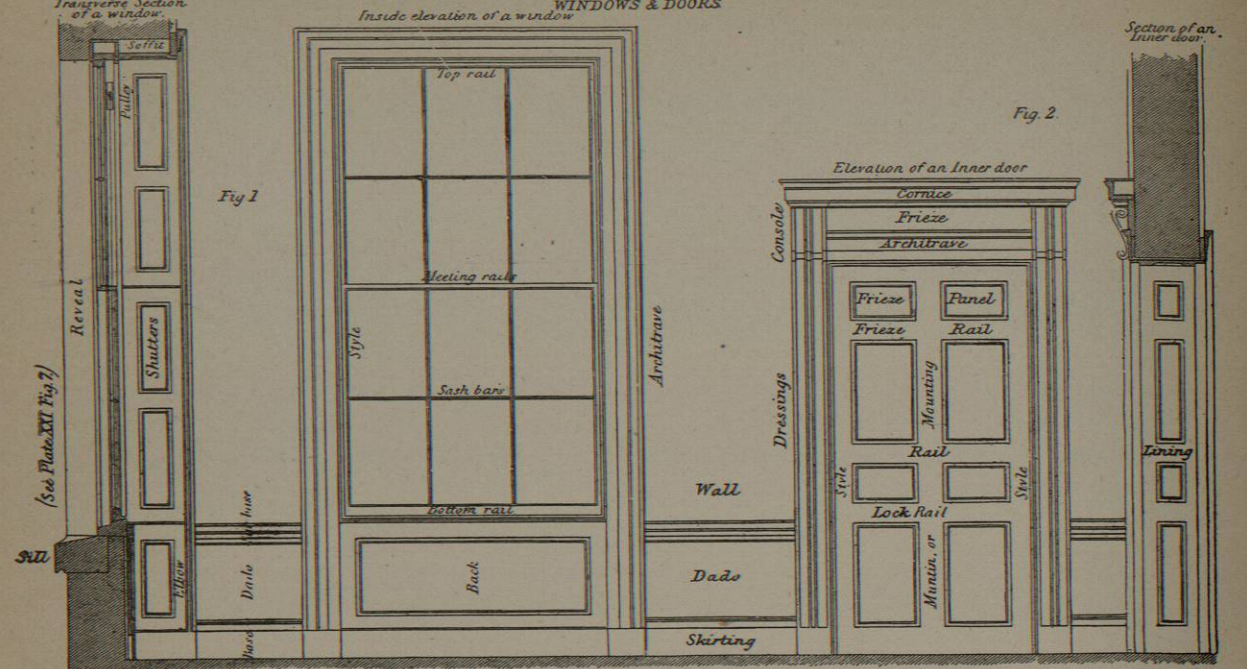 WINDOWS & DOORS
Transverse Section
of a window.
Inside elevation of a window
Section of an
Inner door.
Soffit
Pulley
Top rail
Fig. 2.
Elevation of an Inner door
Cornice
Fig 1
Console
Frieze
Architrave
Meeting rails
Reveal
Frieze
Panel
Frieze
Rail
Shutters
Style
Architrave
Sash bars
Mounting
Dressings
(See Plate XXI Fig. 7)
Rail
Lining
Style
Style
Wall
base
Bottom rail
Lock Rail
Sill
Elbow
Dado
Back
Dado
Muntin, or
Base
Skirting